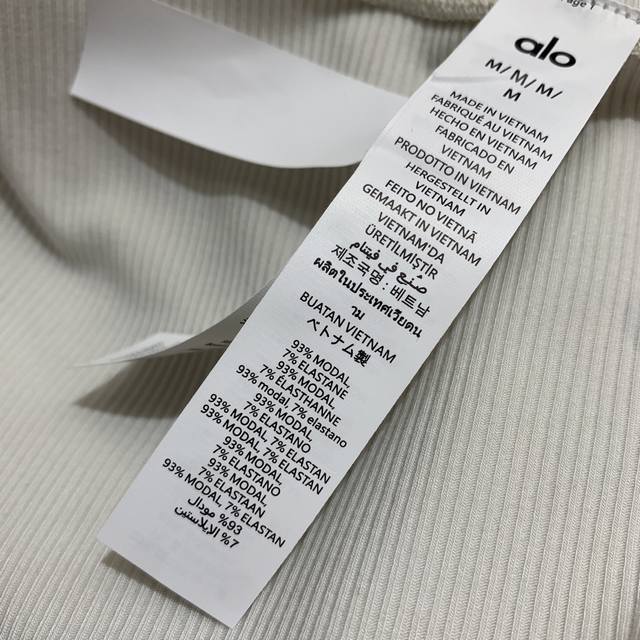 alo
M/ M/ M/
M
MADE IN VIETNAM
FABRIQUÉ AU VIETNAM
HECHO EN VIETNAM
FABRICADO EN
VIETNAM
PRODOTTO IN VIETNAM
HERGESTELLT IN
VIETNAM
FEITO NO VIETNÃ
GEMAAKT IN VIETNAM
VIETNAM'DA
ÜRETİLMİŞTİR
صنع في فيتنام
제조국명: 베트남
ผลิตในประเทศเวียดน
าม
BUATAN VIETNAM
ベトナム製
93% MODAL
7% ELASTANE
93% MODAL
7% ÉLASTHANNE
93% modal, 7% elastano
93% MODAL
7% ELASTANO
93% MODAL, 7% ELASTAN
93% MODAL
7% ELASTANO
93% MODAL
7% ELASTAAN
93% MODAL, 7% ELASTAN
93% مودال
7% الايلاستين